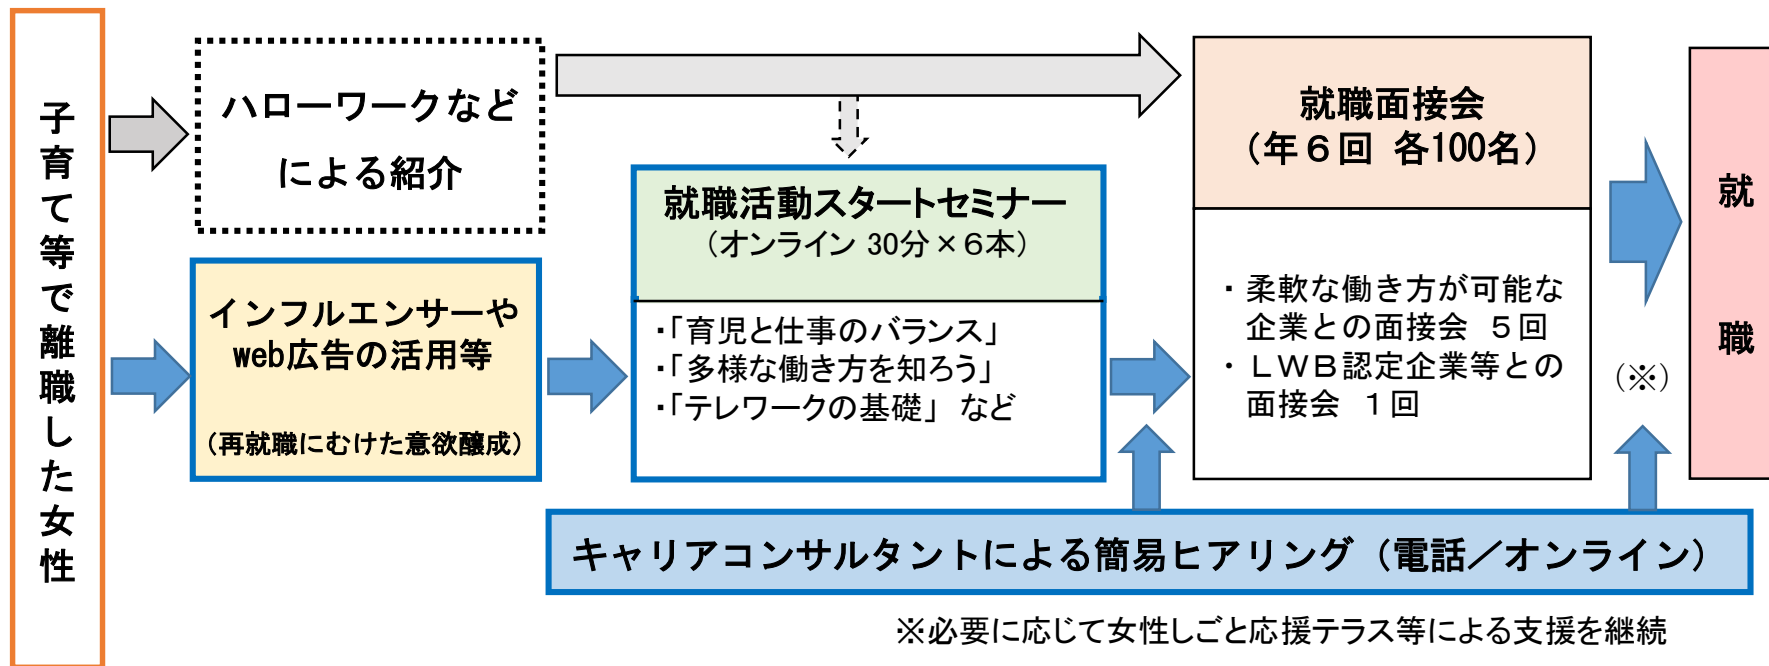 子育て等で離職した女性
ハローワークなど
による紹介
インフルエンサーや
web広告の活用等
（再就職にむけた意欲醸成）
就職活動スタートセミナー
（オンライン 30分×６本）
・「育児と仕事のバランス」
・「多様な働き方を知ろう」
・「テレワークの基礎」 など
就職面接会
（年６回 各100名）
・柔軟な働き方が可能な
企業との面接会 ５回
・ＬＷＢ認定企業等との
面接会 １回
（※）
就職
キャリアコンサルタントによる簡易ヒアリング（電話／オンライン）
※必要に応じて女性しごと応援テラス等による支援を継続